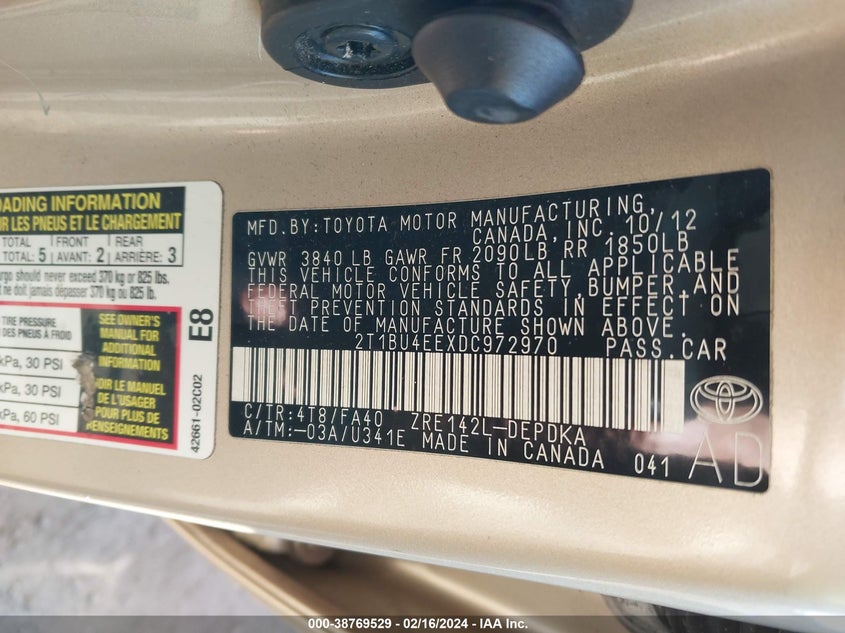 OADING INFORMATION
OR LES PNEUS ET LE CHARGEMENT
TOTAL FRONT REAR
TOTAL: 5 AVANT: 2 ARRIÈRE: 3
rgo should never exceed 370 kg or 825 lbs.
t ne doit jamais dépasser 370 kg ou 825 lb.
TIRE PRESSURE
DES PNEUS À FROID
kPa, 30 PSI
kPa, 30 PSI
kPa, 60 PSI
SEE OWNER'S
MANUAL FOR
ADDITIONAL
INFORMATION
VOIR LE MANUEL
DE L'USAGER
POUR PLUS DE
RENSEIGNEMENTS
E8
42661-02C02
MFD. BY: TOYOTA MOTOR MANUFACTURING,
CANADA, INC. 10/12
GVWR 3840 LB GAWR FR 2090LB RR 1850LB
THIS VEHICLE CONFORMS TO ALL APPLICABLE
FEDERAL MOTOR VEHICLE SAFETY, BUMPER, AND
THEFT PREVENTION STANDARDS IN EFFECT ON
THE DATE OF MANUFACTURE SHOWN ABOVE.
2T1BU4EEXDC972970 PASS. CAR
C/TR: 4T8/FA40 ZRE142L-DEPDKA
A/TM: -03A/U341E MADE IN CANADA 041
AD
000-38769529 - 02/16/2024 - IAA Inc.